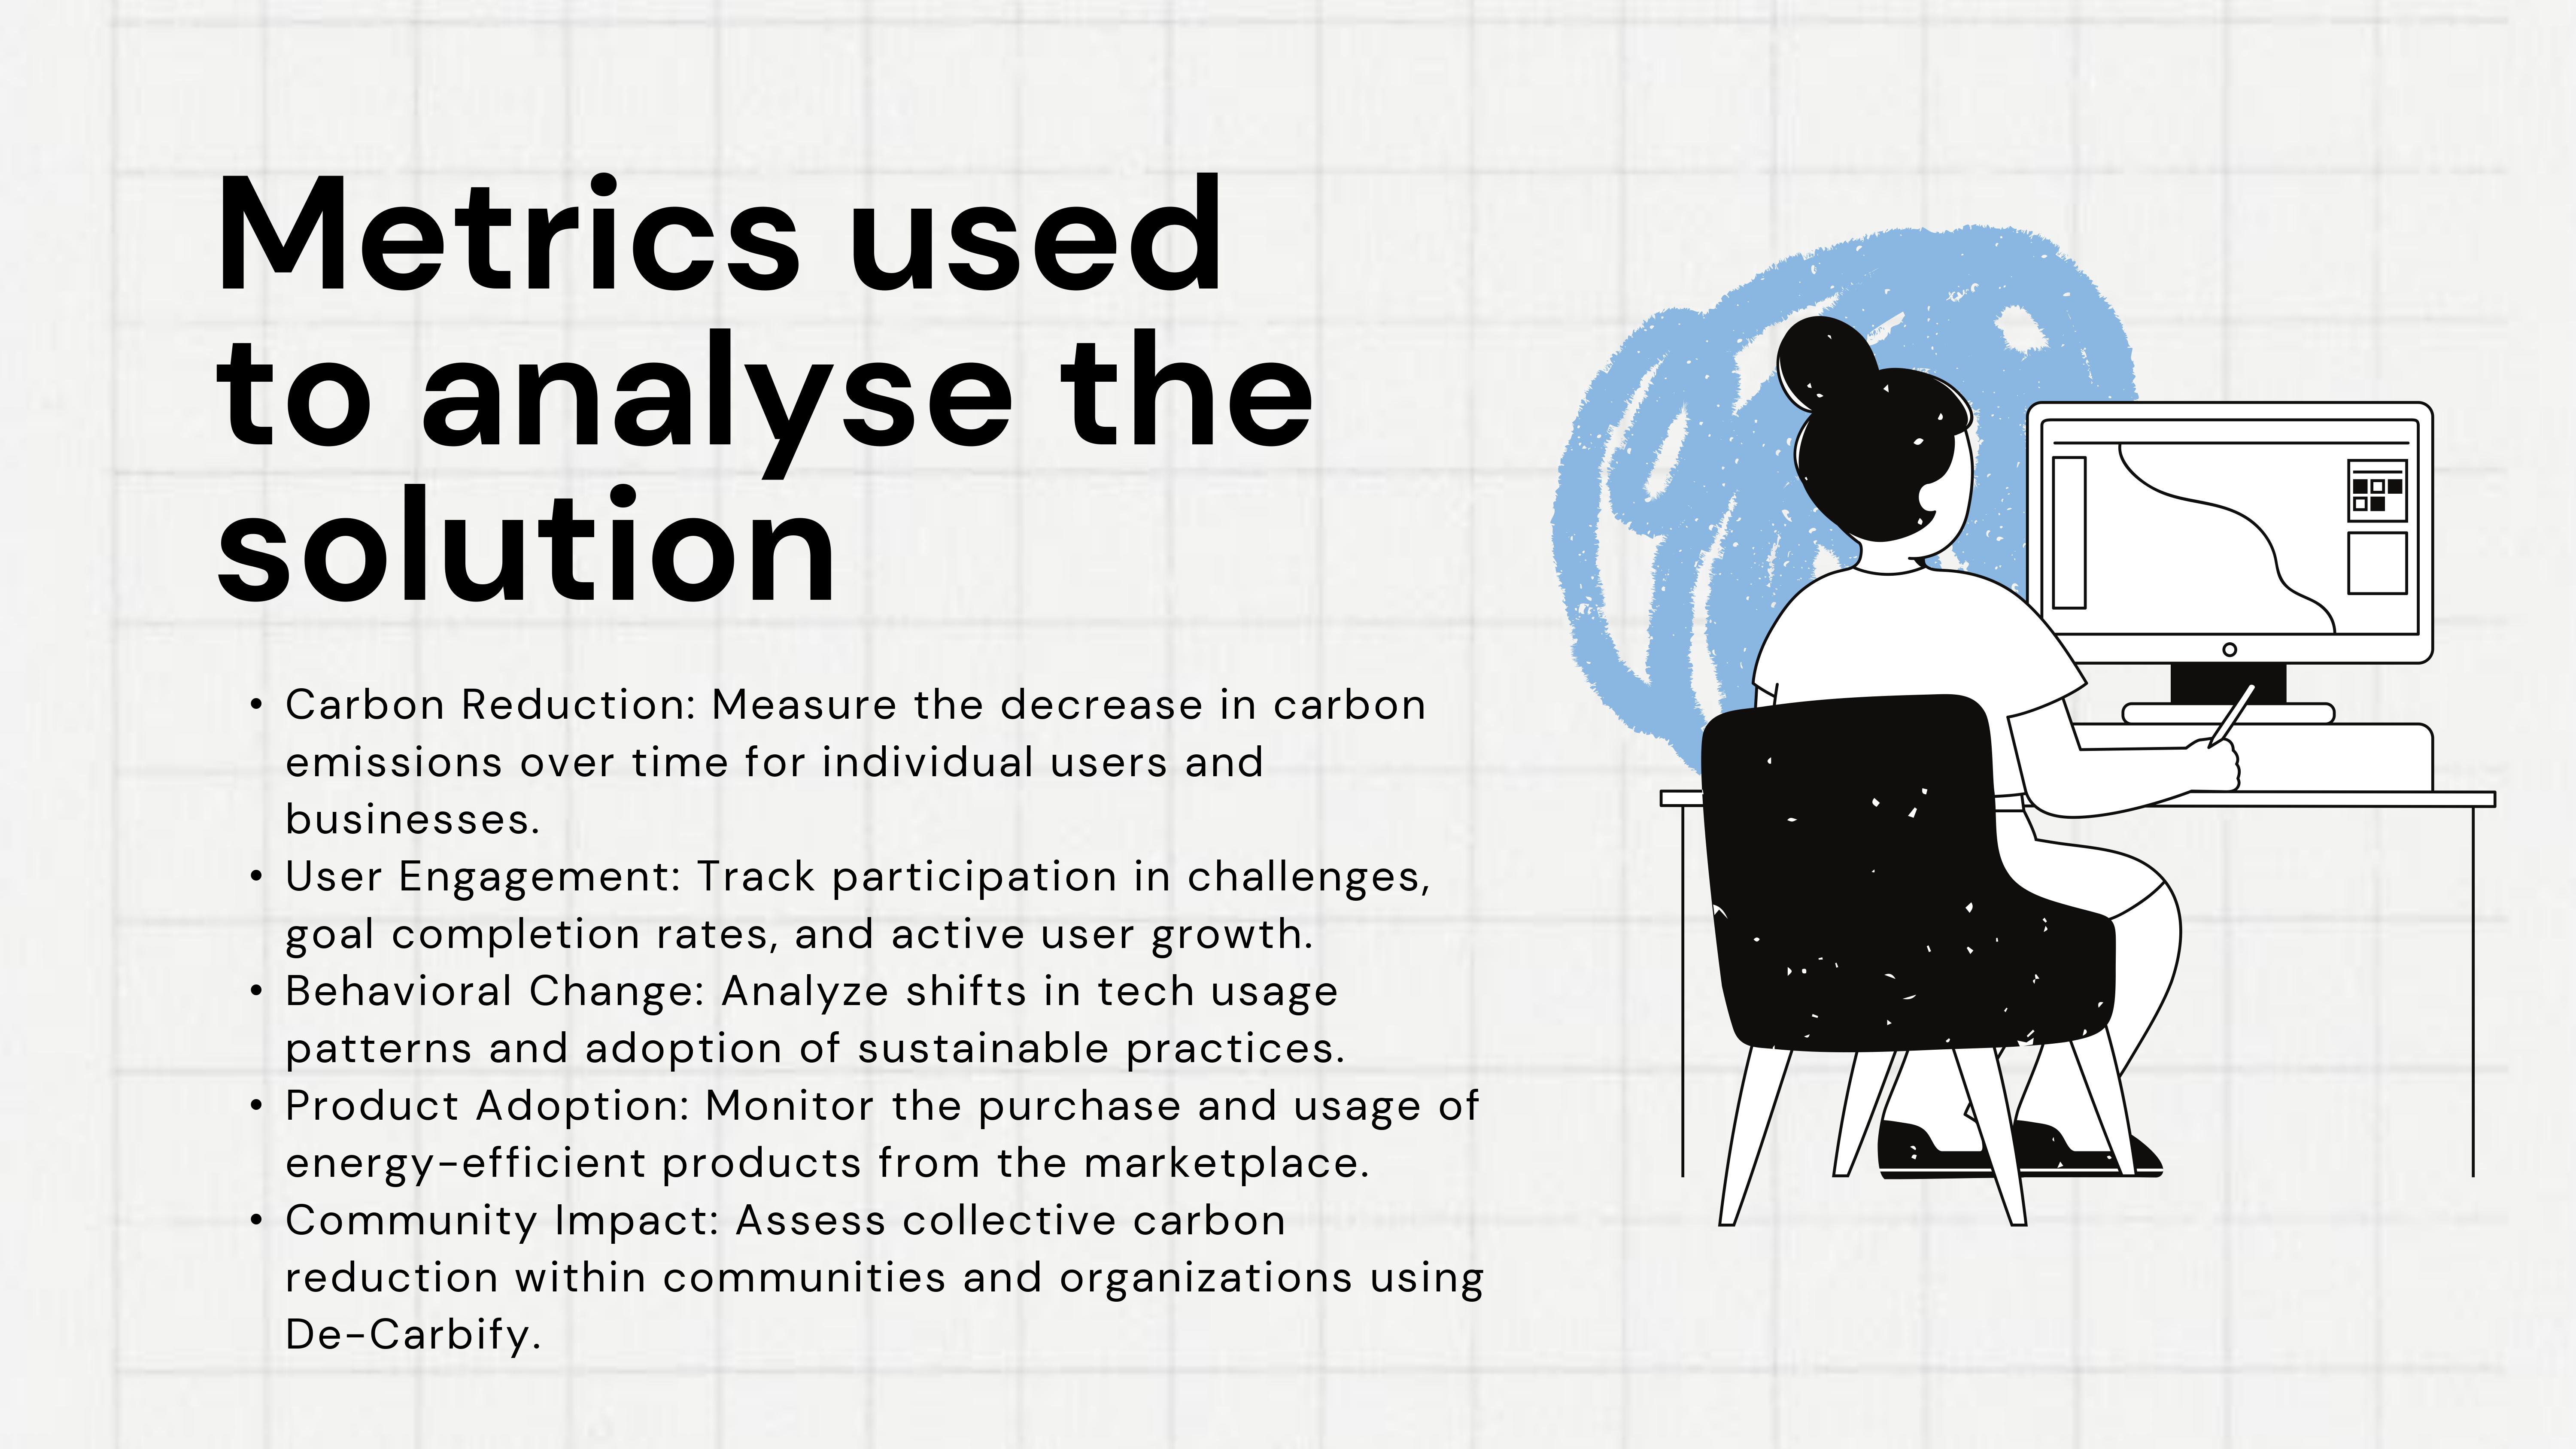 Metrics used
to analyse the
solution
• Carbon Reduction: Measure the decrease in carbon
emissions over time for individual users and
businesses.
• User Engagement: Track participation in challenges,
goal completion rates, and active user growth.
• Behavioral Change: Analyze shifts in tech usage
patterns and adoption of sustainable practices.
• Product Adoption: Monitor the purchase and usage of
energy-efficient products from the marketplace.
• Community Impact: Assess collective carbon
reduction within communities and organizations using
De-Carbify.